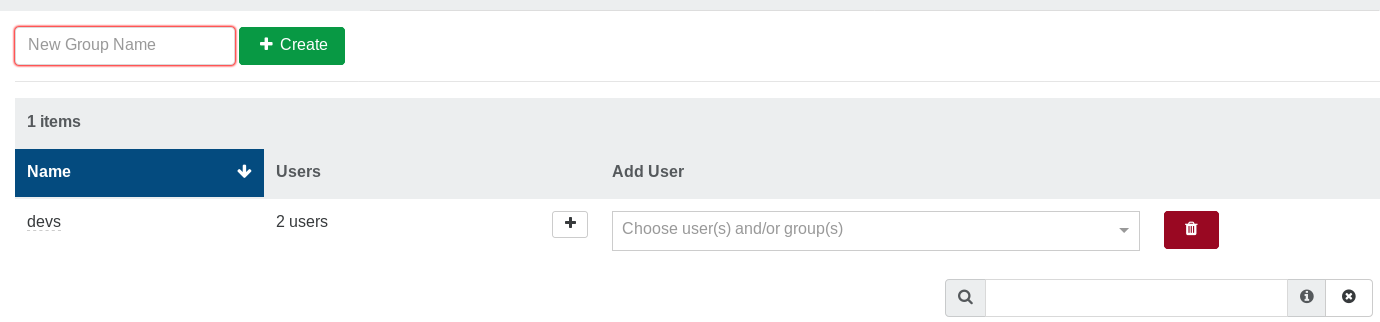 New Group Name
Create
1 items
Name
Users
Add User
devs
2 users
Choose user(s) and/or group(s)